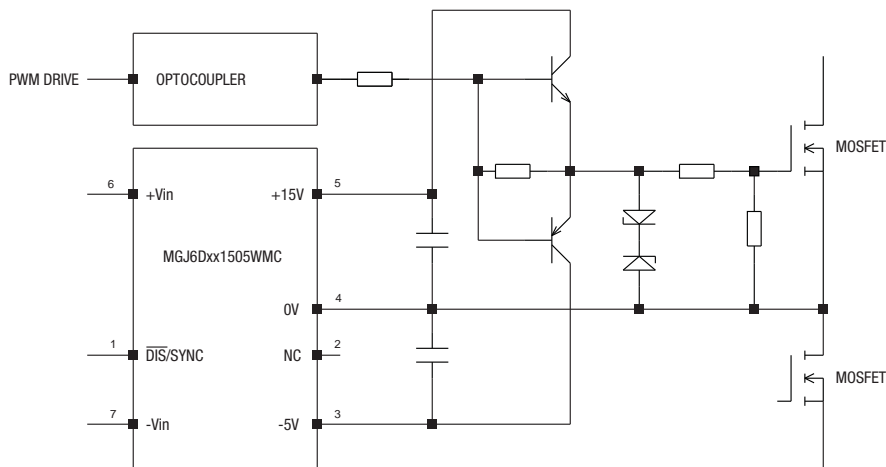 PWM DRIVE
OPTOCOUPLER
MOSFET
6
+Vin
+15V
5
MGJ6Dxx1505WMC
0V
4
1
DIS/SYNC
NC
2
MOSFET
7
-Vin
-5V
3